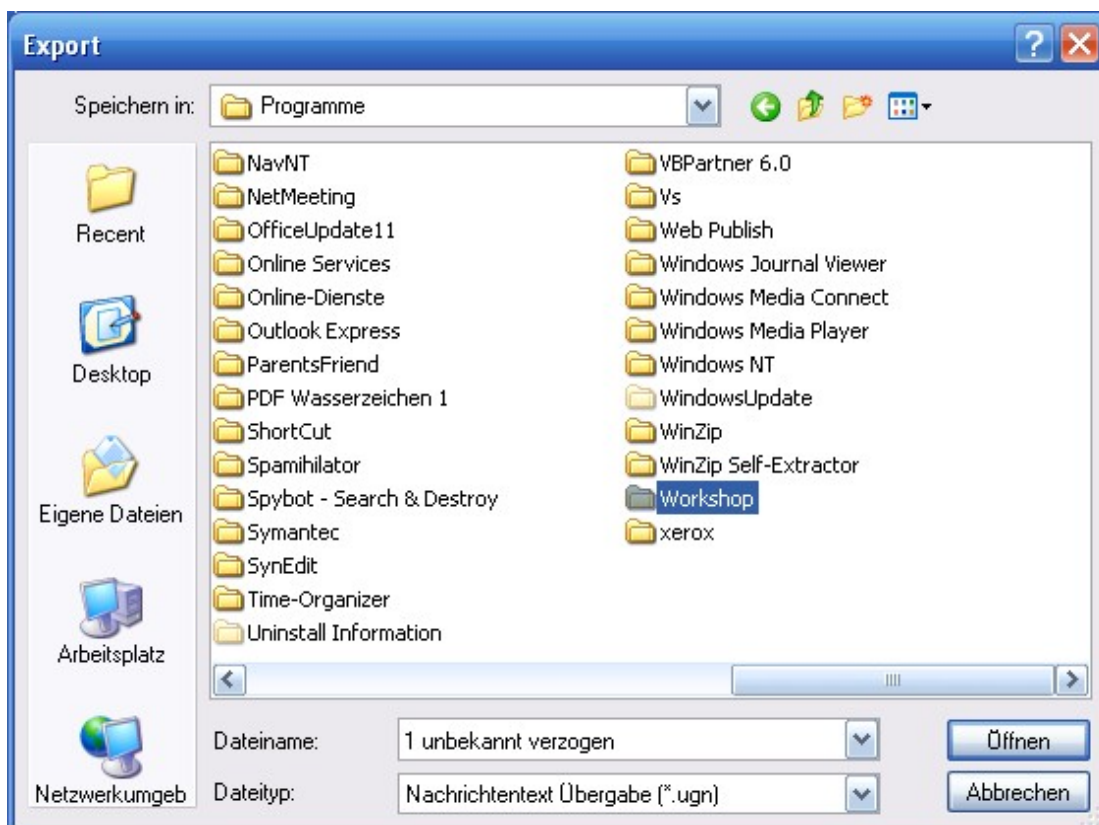 Export
Speichern in: Programme
Recent
Desktop
Eigene Dateien
Arbeitsplatz
Netzwerkumgeb
NavNT
NetMeeting
OfficeUpdate11
Online Services
Online-Dienste
Outlook Express
ParentsFriend
PDF Wasserzeichen 1
ShortCut
Spamihilator
Spybot - Search & Destroy
Symantec
SynEdit
Time-Organizer
Uninstall Information
VBPartner 6.0
Vs
Web Publish
Windows Journal Viewer
Windows Media Connect
Windows Media Player
Windows NT
WindowsUpdate
WinZip
WinZip Self-Extractor
Workshop
xerox
Dateiname: 1 unbekannt verzogen Öffnen
Dateityp: Nachrichtentext Übergabe (*.ugn) Abbrechen